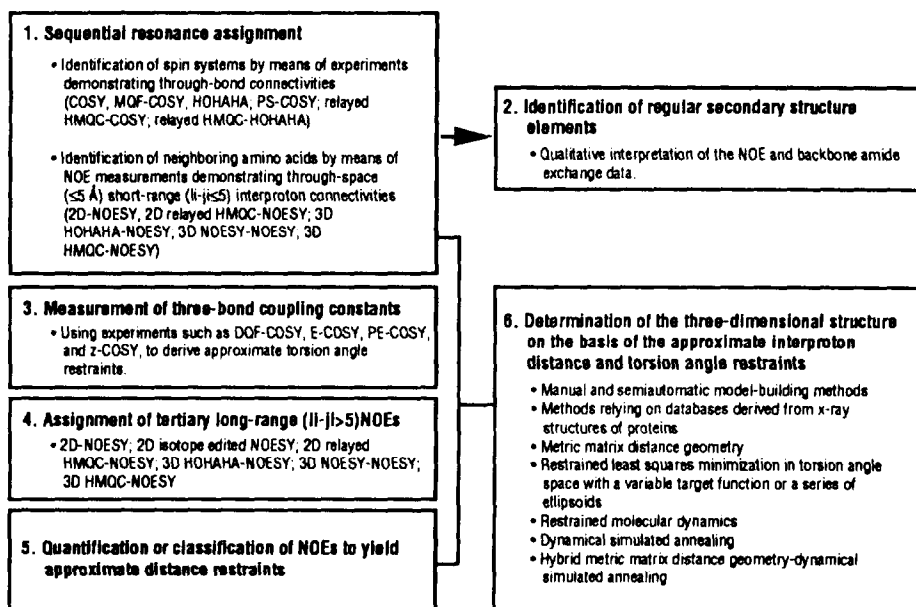 1. Sequential resonance assignment
• Identification of spin systems by means of experiments
demonstrating through-bond connectivities
(COSY, MQF-COSY, HOHAHA; PS-COSY; relayed
HMQC-COSY; relayed HMQC-HOHAHA)
• Identification of neighboring amino acids by means of
NOE measurements demonstrating through-space
(≤5 Å) short-range (li-jl≤5) interproton connectivities
(2D-NOESY, 2D relayed HMQC-NOESY; 3D
HOHAHA-NOESY, 3D NOESY-NOESY, 3D
HMQC-NOESY)
2. Identification of regular secondary structure
elements
• Qualitative interpretation of the NOE and backbone amide
exchange data.
3. Measurement of three-bond coupling constants
• Using experiments such as DQF-COSY, E-COSY, PE-COSY,
and z-COSY, to derive approximate torsion angle
restraints.
4. Assignment of tertiary long-range (li-jl>5)NOEs
• 2D-NOESY; 2D isotope edited NOESY; 2D relayed
HMQC-NOESY; 3D HOHAHA-NOESY; 3D NOESY-NOESY;
3D HMQC-NOESY
5. Quantification or classification of NOEs to yield
approximate distance restraints
6. Determination of the three-dimensional structure
on the basis of the approximate interproton
distance and torsion angle restraints
• Manual and semiautomatic model-building methods
• Methods relying on databases derived from x-ray
structures of proteins
• Metric matrix distance geometry
• Restrained least squares minimization in torsion angle
space with a variable target function or a series of
ellipsoids
• Restrained molecular dynamics
• Dynamical simulated annealing
• Hybrid metric matrix distance geometry-dynamical
simulated annealing